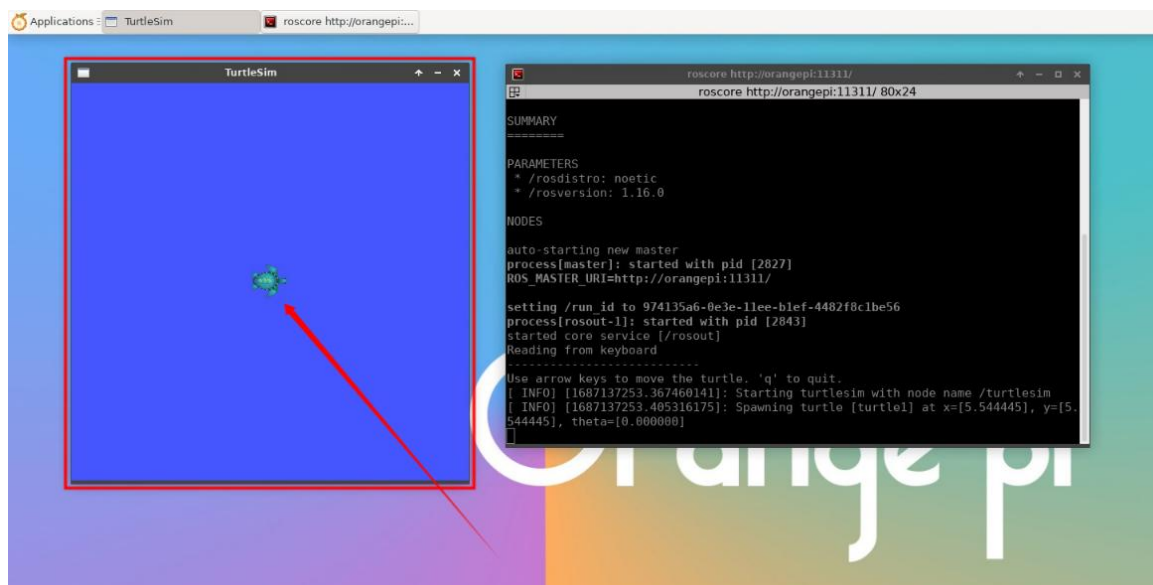 Applications TurtleSim roscore http://orangepi:...
TurtleSim
roscore http://orangepi:11311/
roscore http://orangepi:11311/ 80x24
SUMMARY
========
PARAMETERS
* /rosdistro: noetic
* /rosversion: 1.16.0
NODES
auto-starting new master
process[master]: started with pid [2827]
ROS_MASTER_URI=http://orangepi:11311/
setting /run_id to 974135a6-0e3e-11ee-b1ef-4482f8c1be56
process[rosout-1]: started with pid [2843]
started core service [/rosout]
Reading from keyboard
---------------------------
Use arrow keys to move the turtle. 'q' to quit.
[ INFO] [1687137253.367460141]: Starting turtlesim with node name /turtlesim
[ INFO] [1687137253.405316175]: Spawning turtle [turtle1] at x=[5.544445], y=[5.
544445], theta=[0.000000]
Orange pi